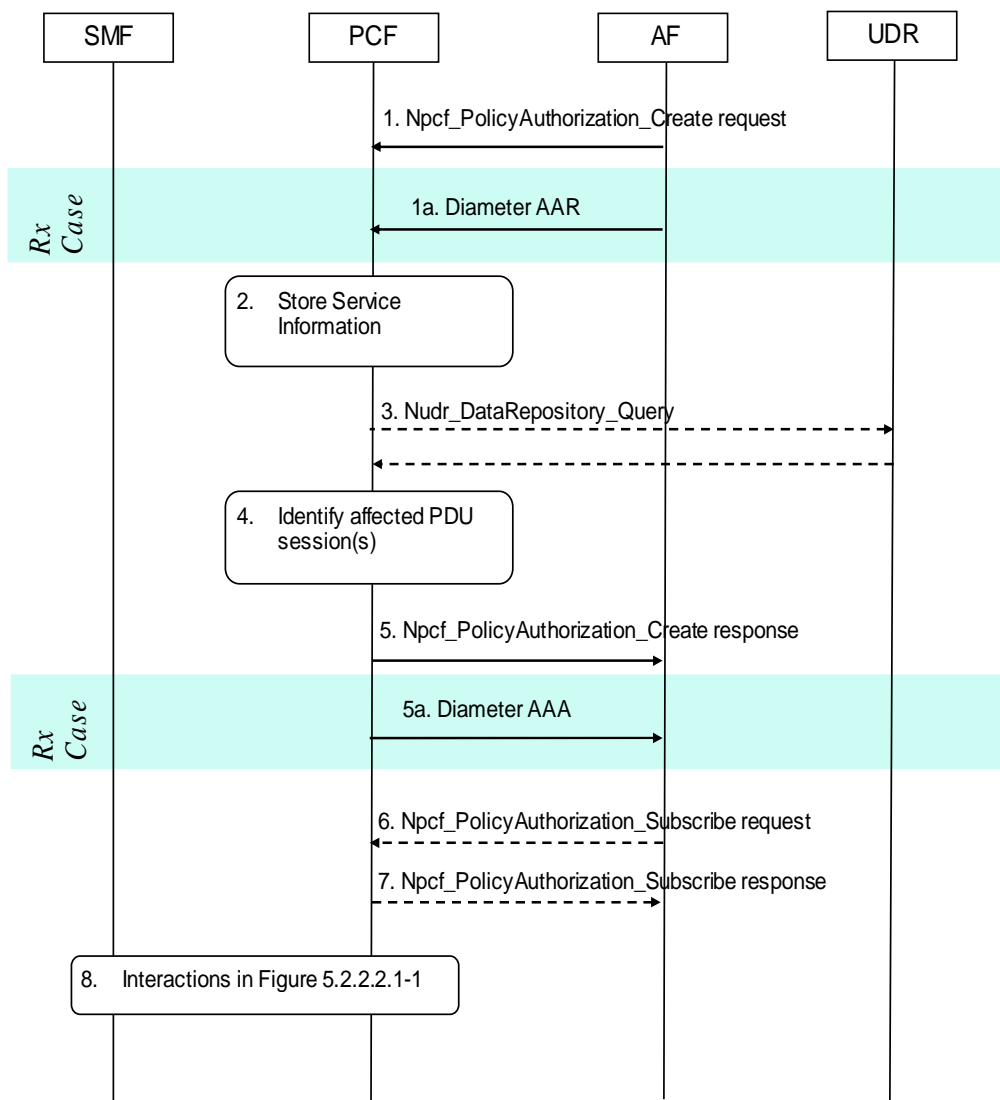 SMF
PCF
AF
UDR
1. Npcf_PolicyAuthorization_Create request
Rx
Case
1a. Diameter AAR
2. Store Service
Information
3. Nudr_DataRepository_Query
4. Identify affected PDU
session(s)
5. Npcf_PolicyAuthorization_Create response
Rx
Case
5a. Diameter AAA
6. Npcf_PolicyAuthorization_Subscribe request
7. Npcf_PolicyAuthorization_Subscribe response
8. Interactions in Figure 5.2.2.2.1-1